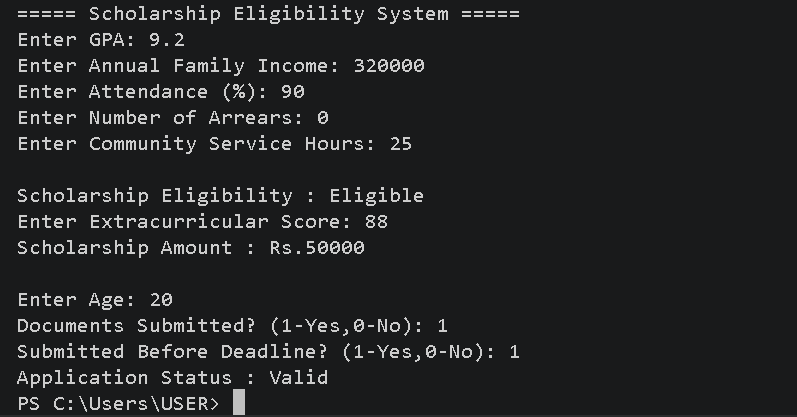 ===== Scholarship Eligibility System =====
Enter GPA: 9.2
Enter Annual Family Income: 320000
Enter Attendance (%): 90
Enter Number of Arrears: 0
Enter Community Service Hours: 25
Scholarship Eligibility : Eligible
Enter Extracurricular Score: 88
Scholarship Amount : Rs.50000
Enter Age: 20
Documents Submitted? (1-Yes,0-No): 1
Submitted Before Deadline? (1-Yes,0-No): 1
Application Status : Valid
PS C:\Users\USER>